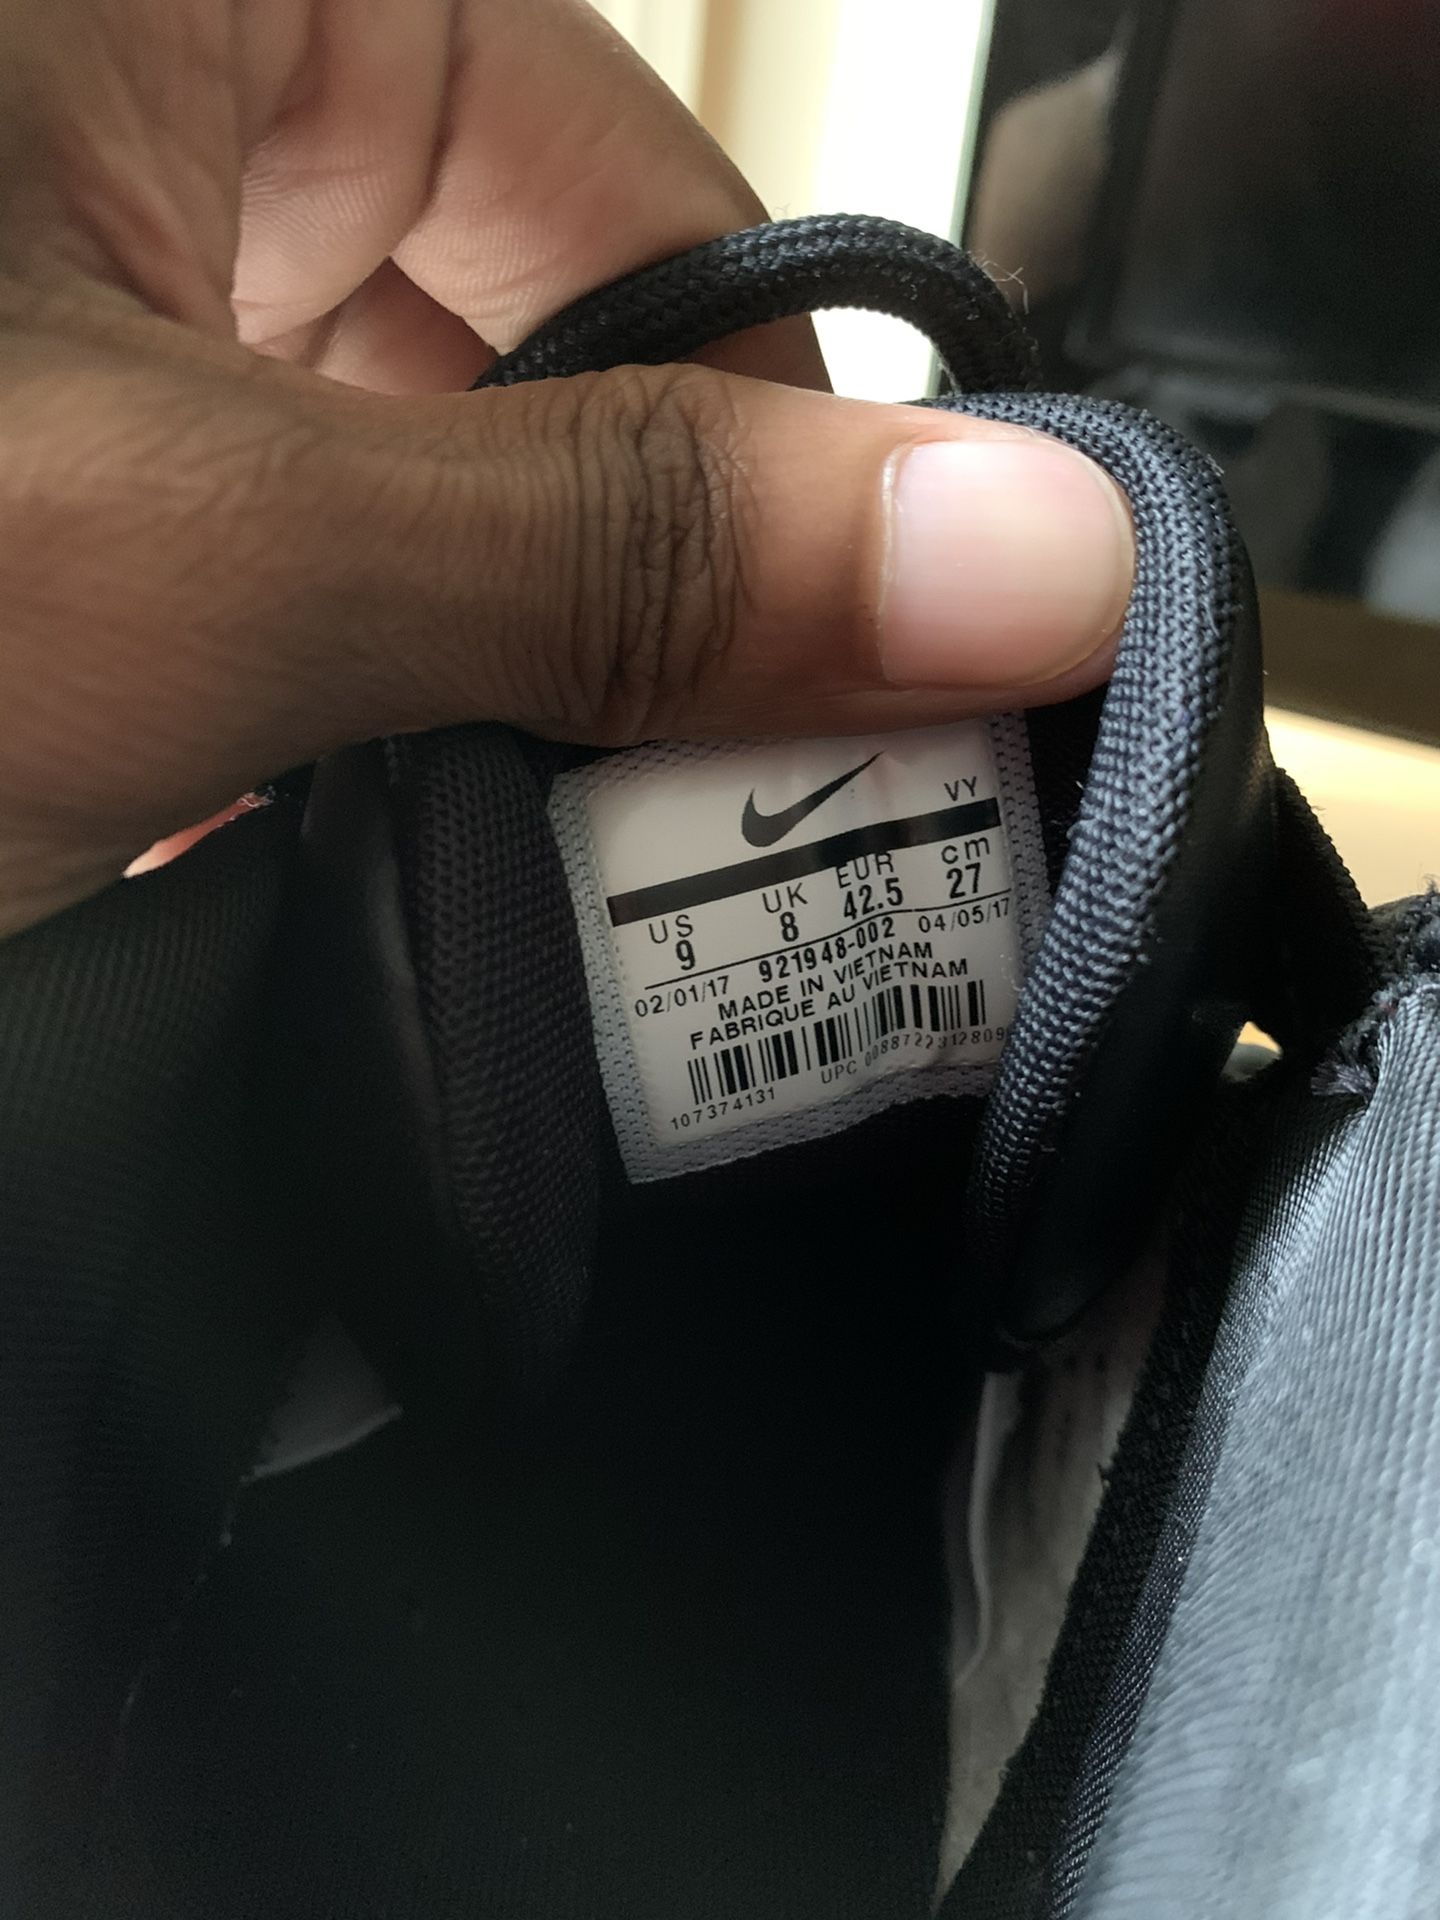 VY
US UK EUR cm
9 8 42.5 27
02/01/17 921948-002 04/05/17
MADE IN VIETNAM
FABRIQUE AU VIETNAM
107374131 UPC